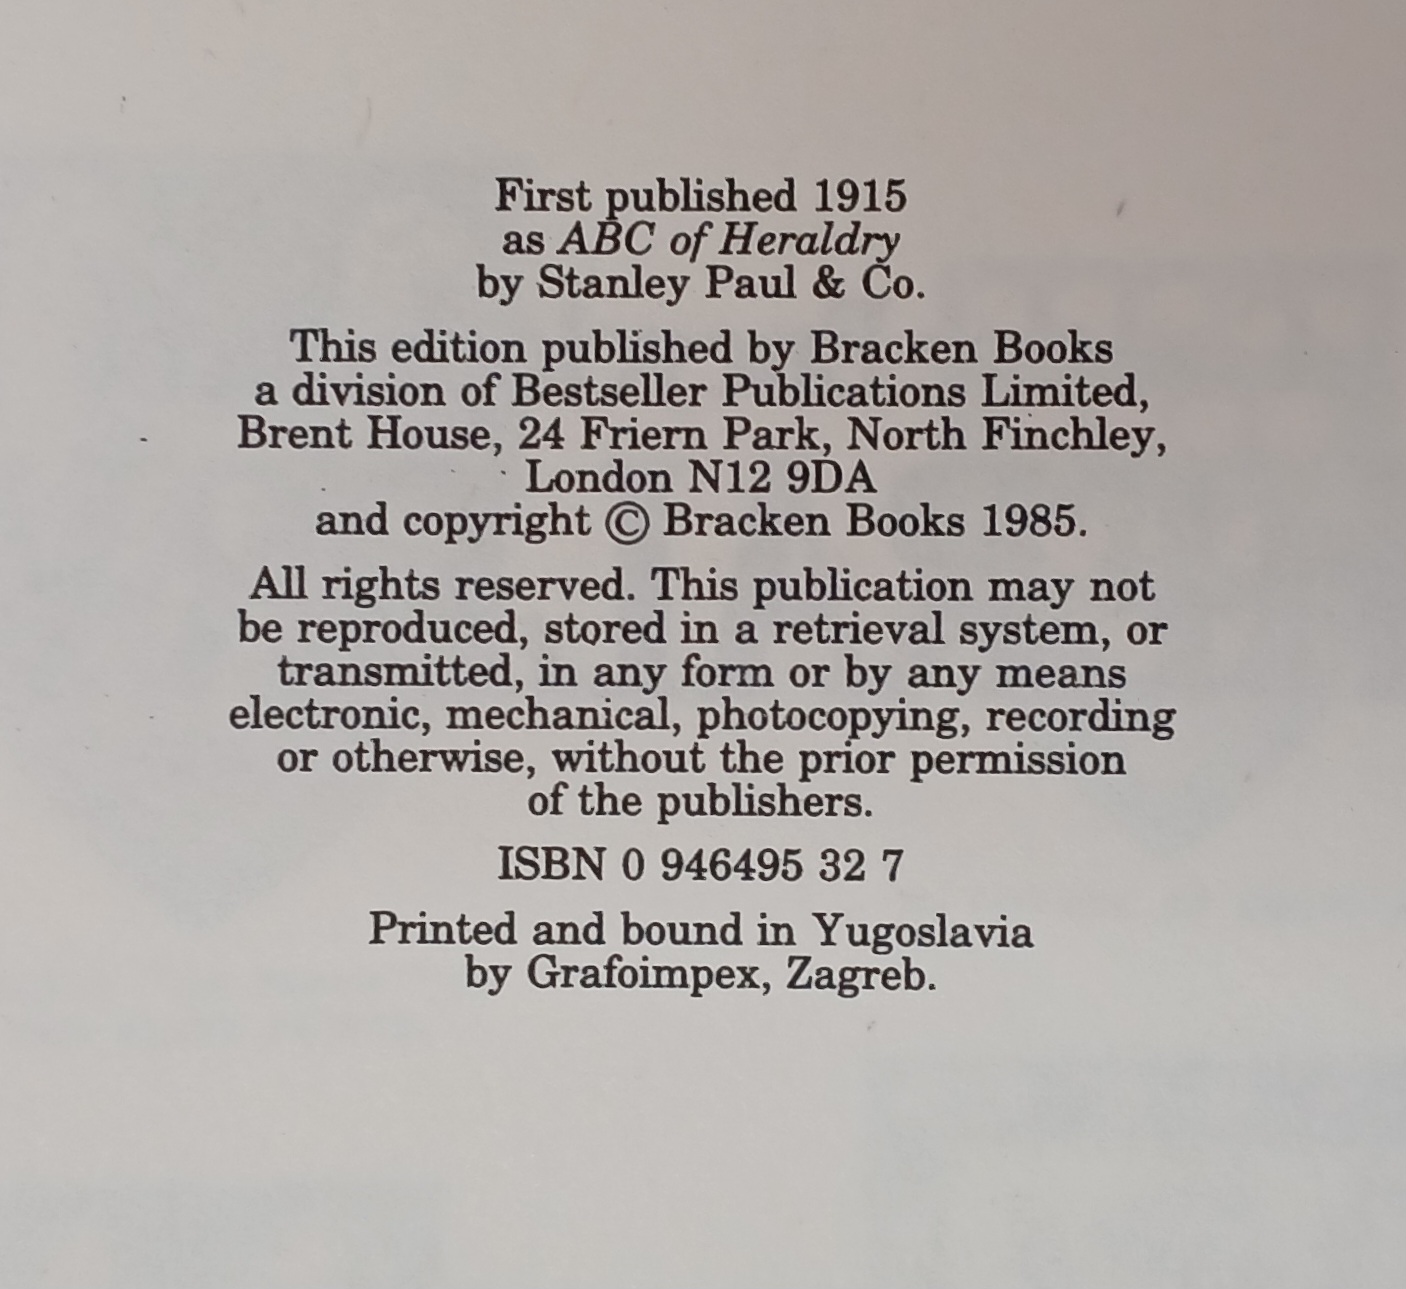 First published 1915
as ABC of Heraldry
by Stanley Paul & Co.
This edition published by Bracken Books
a division of Bestseller Publications Limited,
Brent House, 24 Friern Park, North Finchley,
London N12 9DA
and copyright © Bracken Books 1985.
All rights reserved. This publication may not
be reproduced, stored in a retrieval system, or
transmitted, in any form or by any means
electronic, mechanical, photocopying, recording
or otherwise, without the prior permission
of the publishers.
ISBN 0 946495 32 7
Printed and bound in Yugoslavia
by Grafoimpex, Zagreb.